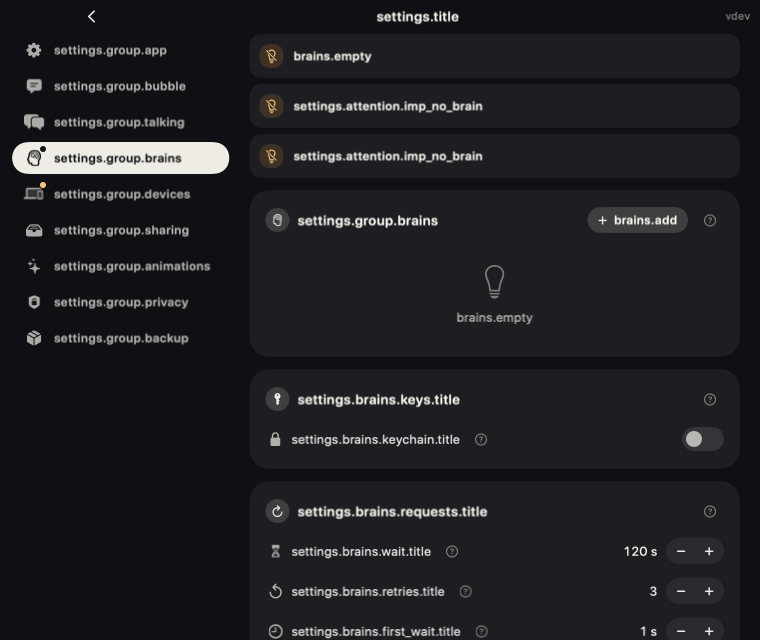 settings.title
vdev
settings.group.app
settings.group.bubble
settings.group.talking
settings.group.brains
settings.group.devices
settings.group.sharing
settings.group.animations
settings.group.privacy
settings.group.backup
brains.empty
settings.attention.imp_no_brain
settings.attention.imp_no_brain
settings.group.brains
+ brains.add
?
brains.empty
settings.brains.keys.title
?
settings.brains.keychain.title ?
settings.brains.requests.title
?
settings.brains.wait.title ? 120 s − +
settings.brains.retries.title ? 3 − +
settings.brains.first_wait.title ? 1 s − +